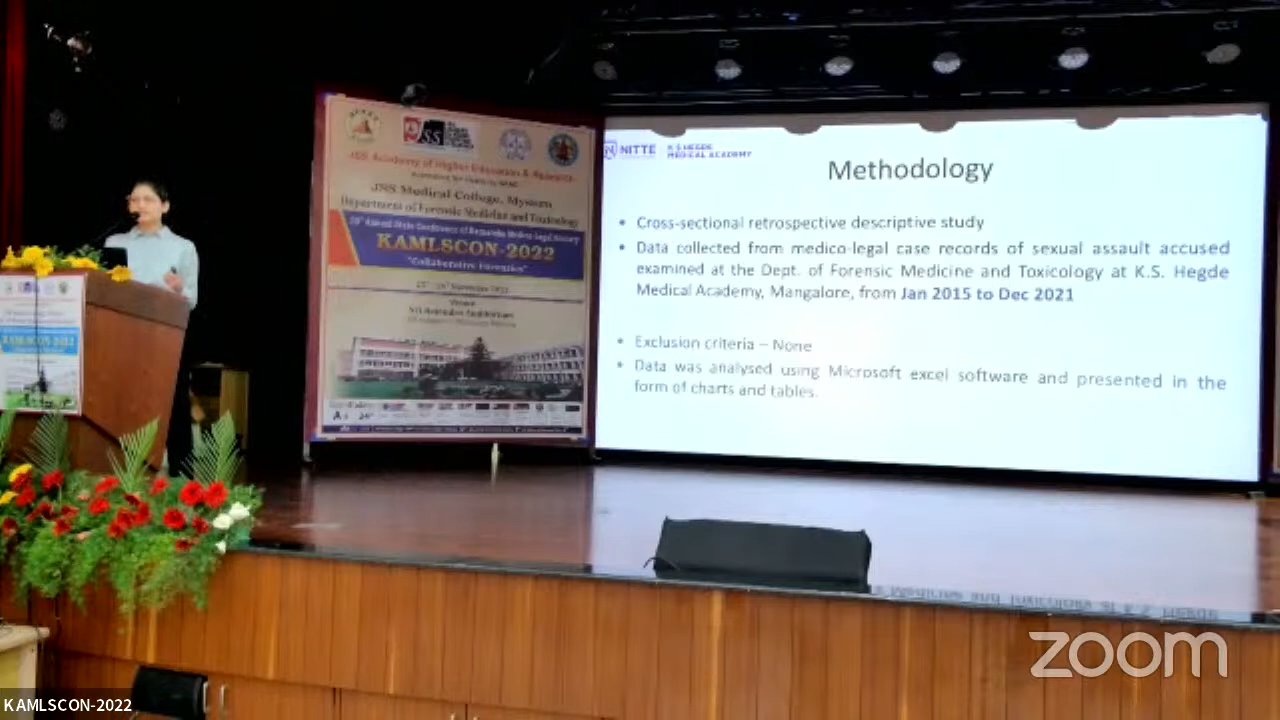 JSS Academy of Higher Education & Research
JSS Medical College, Mysuru
Department of Forensic Medicine and Toxicology
KAMLSCON-2022
"Collaborative Forensics"
Venue
NITTE
K S HEGDE
MEDICAL ACADEMY
Methodology
• Cross-sectional retrospective descriptive study
• Data collected from medico-legal case records of sexual assault accused
examined at the Dept. of Forensic Medicine and Toxicology at K.S. Hegde
Medical Academy, Mangalore, from Jan 2015 to Dec 2021
• Exclusion criteria – None
• Data was analysed using Microsoft excel software and presented in the
form of charts and tables.
KAMLSCON-2022
zoom
KAMLSCON-2022